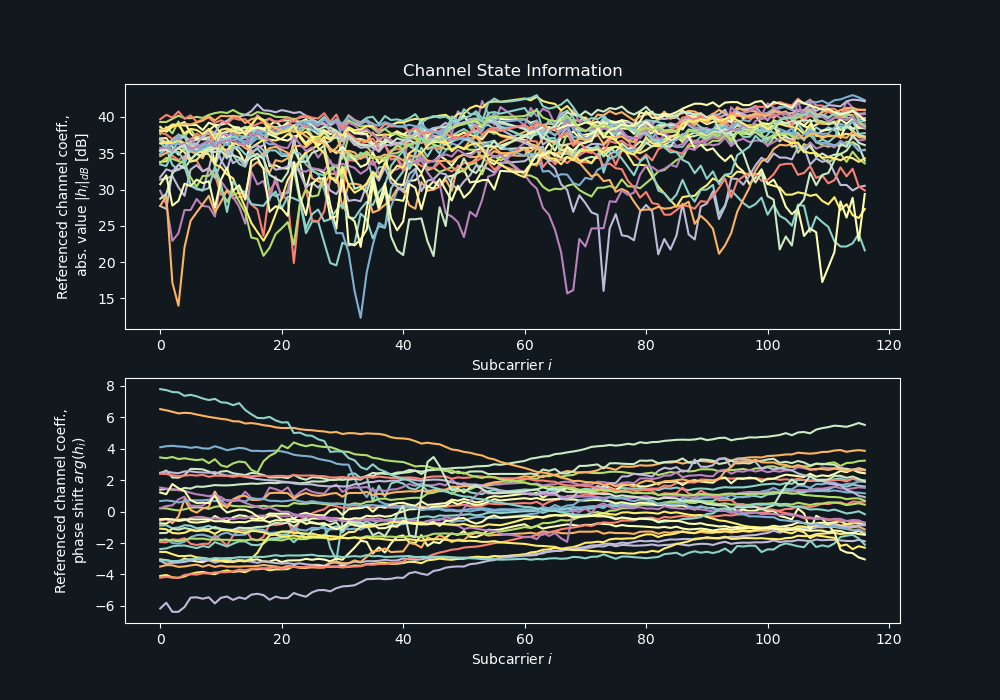 Channel State Information
Referenced channel coeff.,
abs. value |h_i|_dB [dB]
40
35
30
25
20
15
0 20 40 60 80 100 120
Subcarrier i
Referenced channel coeff.,
phase shift arg(h_i)
8
6
4
2
0
−2
−4
−6
0 20 40 60 80 100 120
Subcarrier i